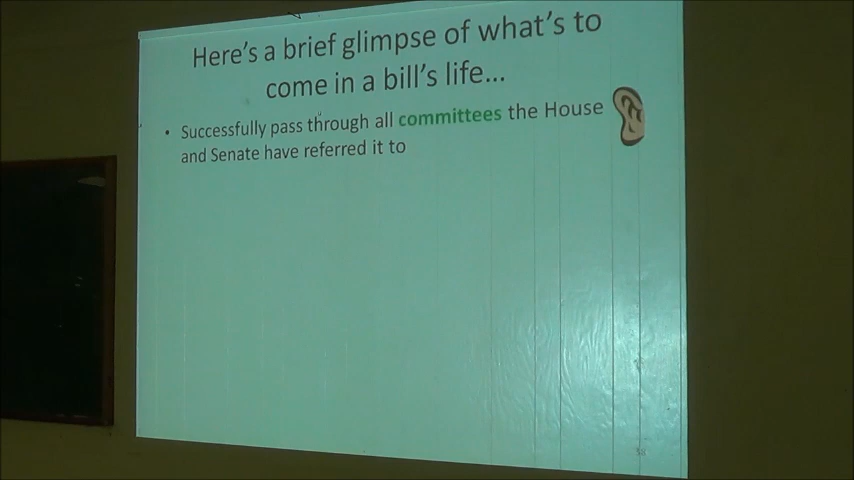 Here's a brief glimpse of what's to
come in a bill's life...
• Successfully pass through all committees the House
and Senate have referred it to